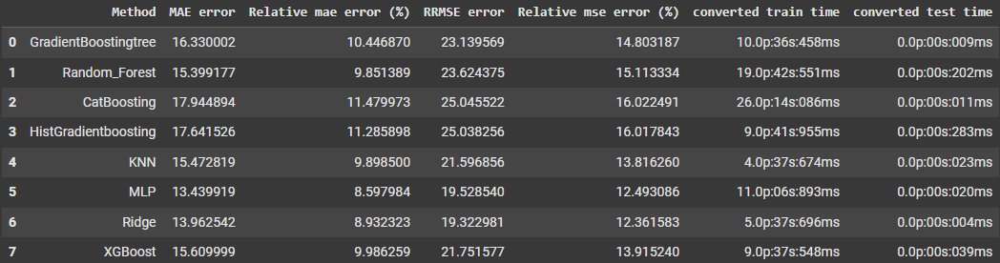 Method MAE error Relative mae error (%) RRMSE error Relative mse error (%) converted train time converted test time
0 GradientBoostingtree 16.330002 10.446870 23.139569 14.803187 10.0p:36s:458ms 0.0p:00s:009ms
1 Random_Forest 15.399177 9.851389 23.624375 15.113334 19.0p:42s:551ms 0.0p:00s:202ms
2 CatBoosting 17.944894 11.479973 25.045522 16.022491 26.0p:14s:086ms 0.0p:00s:011ms
3 HistGradientboosting 17.641526 11.285898 25.038256 16.017843 9.0p:41s:955ms 0.0p:00s:283ms
4 KNN 15.472819 9.898500 21.596856 13.816260 4.0p:37s:674ms 0.0p:00s:023ms
5 MLP 13.439919 8.597984 19.528540 12.493086 11.0p:06s:893ms 0.0p:00s:020ms
6 Ridge 13.962542 8.932323 19.322981 12.361583 5.0p:37s:696ms 0.0p:00s:004ms
7 XGBoost 15.609999 9.986259 21.751577 13.915240 9.0p:37s:548ms 0.0p:00s:039ms